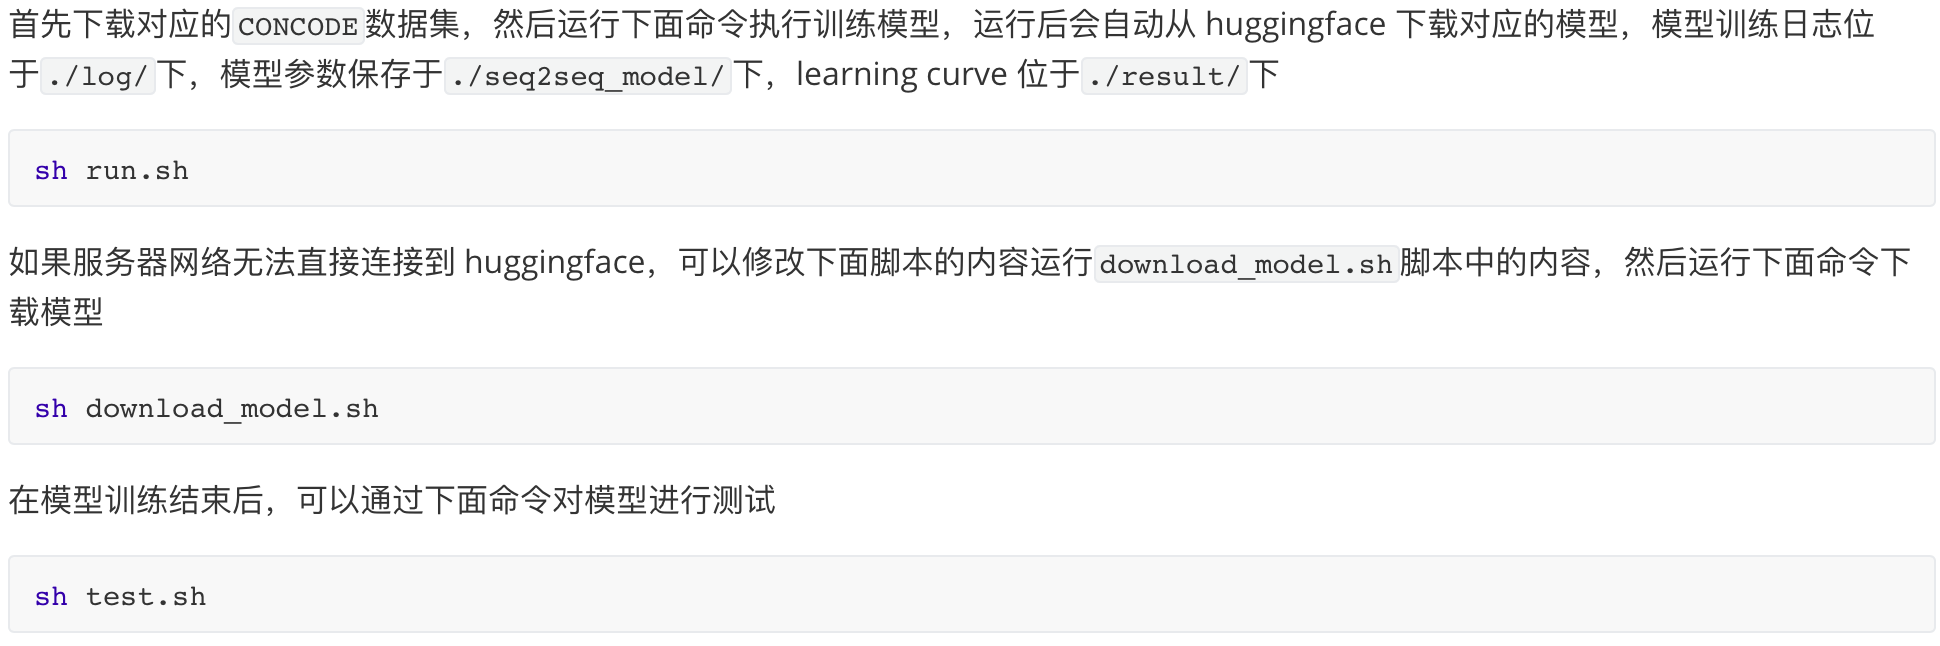 首先下载对应的CONCODE数据集，然后运行下面命令执行训练模型，运行后会自动从 huggingface 下载对应的模型，模型训练日志位
于./log/下，模型参数保存于./seq2seq_model/下，learning curve 位于./result/下
sh run.sh
如果服务器网络无法直接连接到 huggingface，可以修改下面脚本的内容运行download_model.sh脚本中的内容，然后运行下面命令下
载模型
sh download_model.sh
在模型训练结束后，可以通过下面命令对模型进行测试
sh test.sh